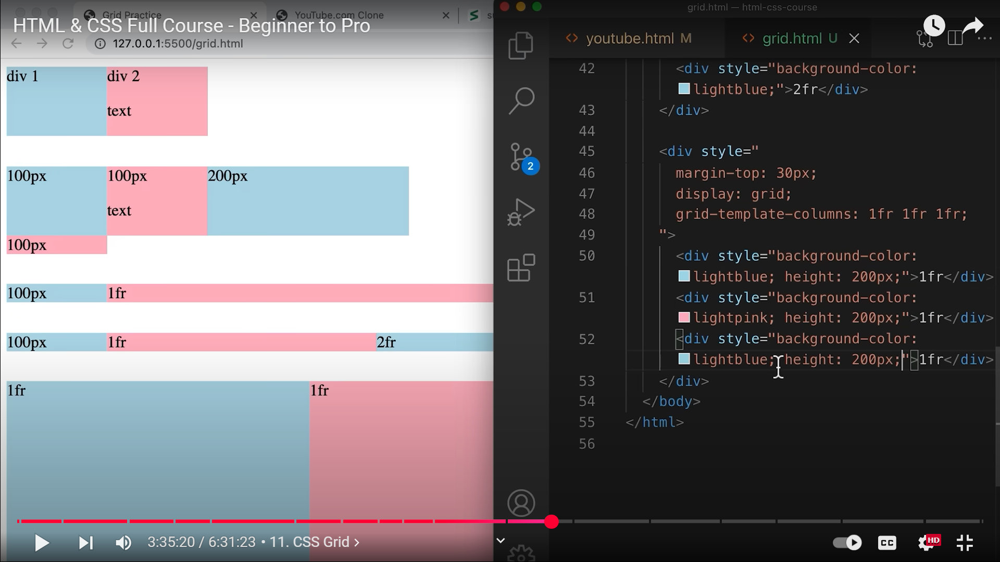 Grid Practice
YouTube.com Clone
HTML & CSS Full Course - Beginner to Pro
127.0.0.1:5500/grid.html
div 1
div 2
text
100px
100px
200px
text
100px
100px
1fr
100px
1fr
2fr
1fr
1fr
grid.html — html-css-course
youtube.html M
grid.html U
2
42 <div style="background-color:
lightblue;">2fr</div>
43 </div>
44
45 <div style="
46 margin-top: 30px;
47 display: grid;
48 grid-template-columns: 1fr 1fr 1fr;
49 ">
50 <div style="background-color:
lightblue; height: 200px;">1fr</div>
51 <div style="background-color:
lightpink; height: 200px;">1fr</div>
52 <div style="background-color:
lightblue; height: 200px;">1fr</div>
53 </div>
54 </body>
55 </html>
56
3:35:20 / 6:31:23 • 11. CSS Grid
CC
HD